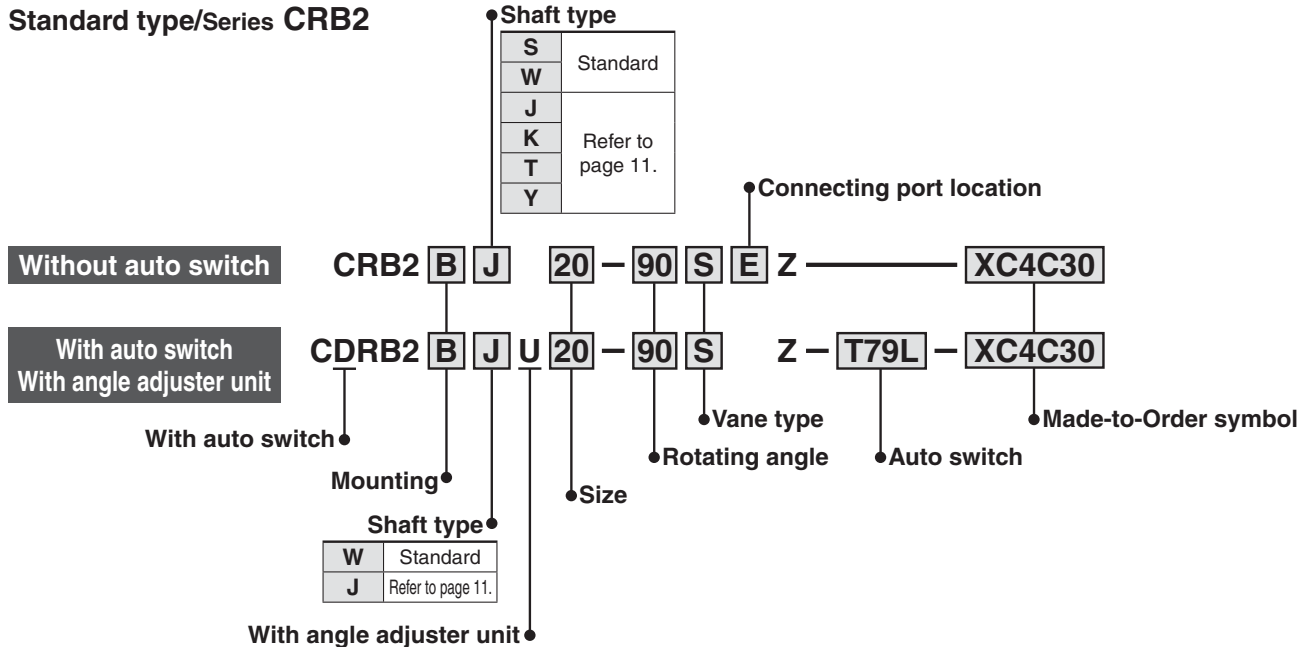 Standard type/Series CRB2
Shaft type
S
W
Standard
J
K
T
Y
Refer to
page 11.
Connecting port location
Without auto switch
CRB2 B J 20 – 90 S E Z ——— XC4C30
With auto switch
With angle adjuster unit
CDRB2 B J U 20 – 90 S Z – T79L – XC4C30
With auto switch
Mounting
Shaft type
W Standard
J Refer to page 11.
With angle adjuster unit
Size
Rotating angle
Vane type
Auto switch
Made-to-Order symbol